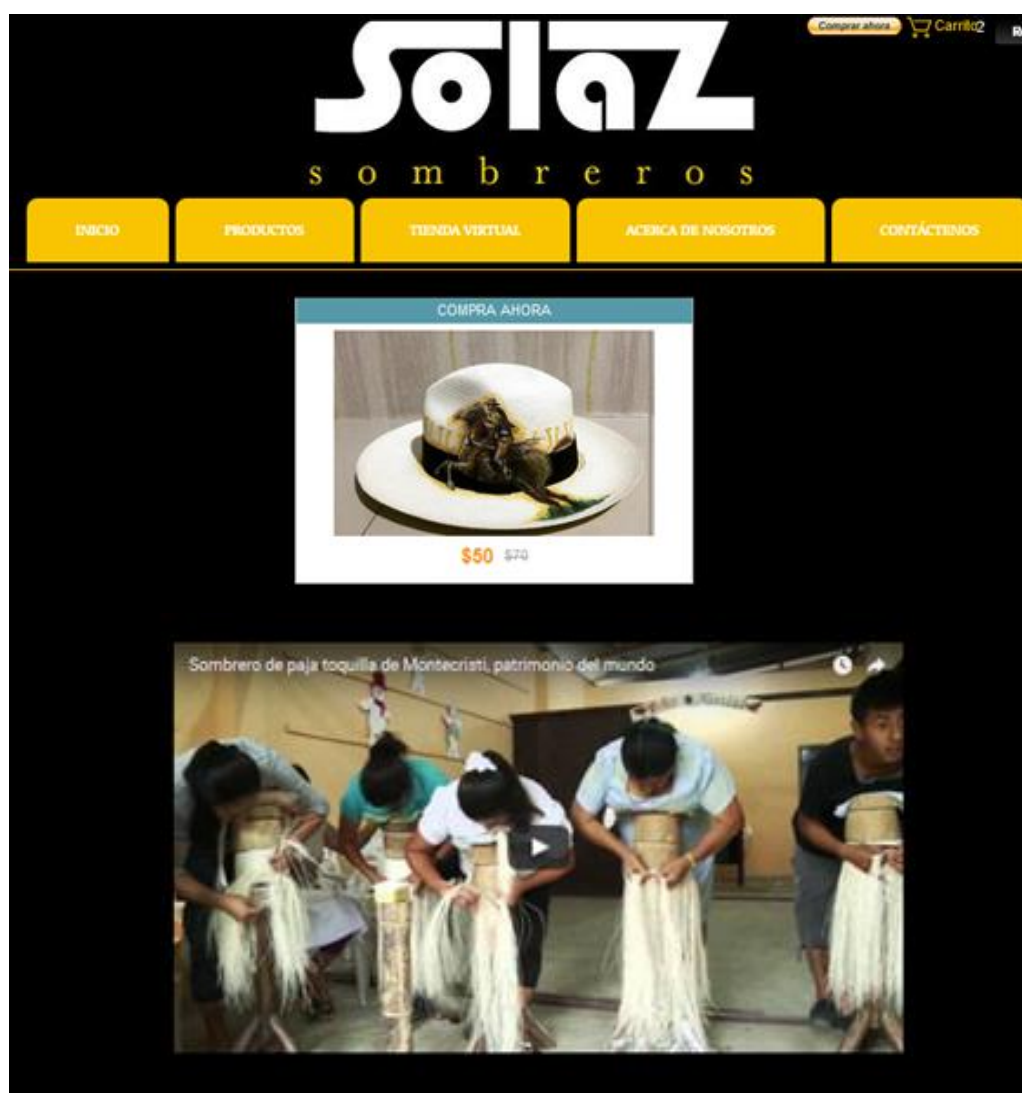 Comprar ahora Carrito2
Solaz
sombreros
INICIO PRODUCTOS TIENDA VIRTUAL ACERCA DE NOSOTROS CONTÁCTENOS
COMPRA AHORA
$50 $70
Sombrero de paja toquilla de Montecristi, patrimonio del mundo